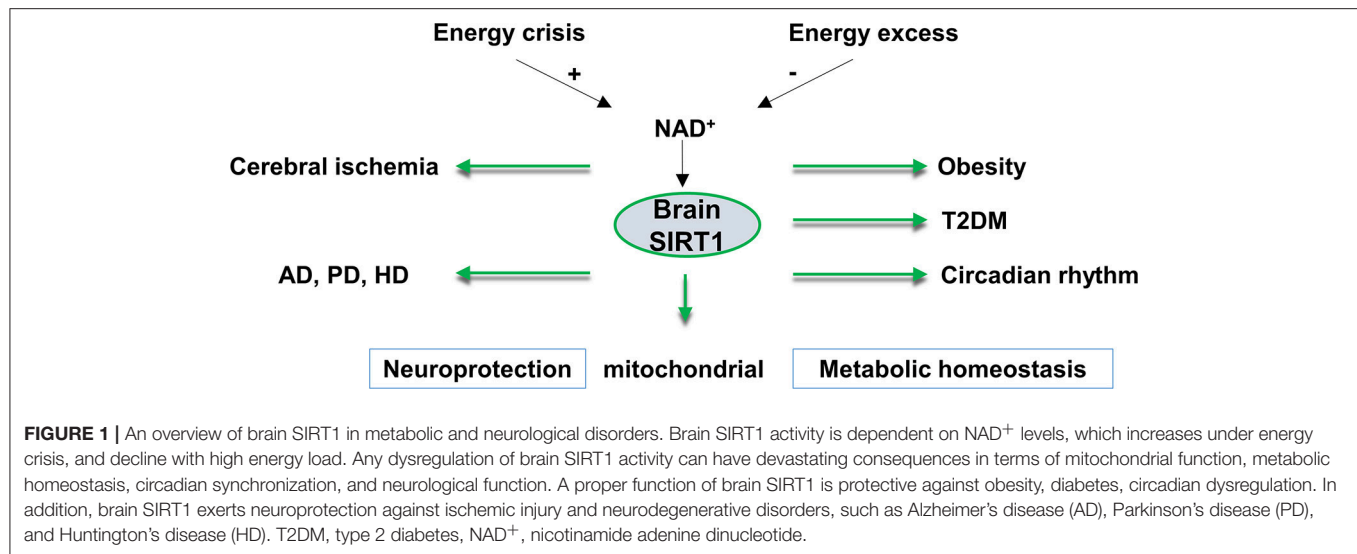 Energy crisis
Energy excess
+
-
NAD+
Cerebral ischemia
Obesity
Brain
SIRT1
T2DM
AD, PD, HD
Circadian rhythm
Neuroprotection
mitochondrial
Metabolic homeostasis
FIGURE 1 | An overview of brain SIRT1 in metabolic and neurological disorders. Brain SIRT1 activity is dependent on NAD+ levels, which increases under energy
crisis, and decline with high energy load. Any dysregulation of brain SIRT1 activity can have devastating consequences in terms of mitochondrial function, metabolic
homeostasis, circadian synchronization, and neurological function. A proper function of brain SIRT1 is protective against obesity, diabetes, circadian dysregulation. In
addition, brain SIRT1 exerts neuroprotection against ischemic injury and neurodegenerative disorders, such as Alzheimer's disease (AD), Parkinson's disease (PD),
and Huntington's disease (HD). T2DM, type 2 diabetes, NAD+, nicotinamide adenine dinucleotide.